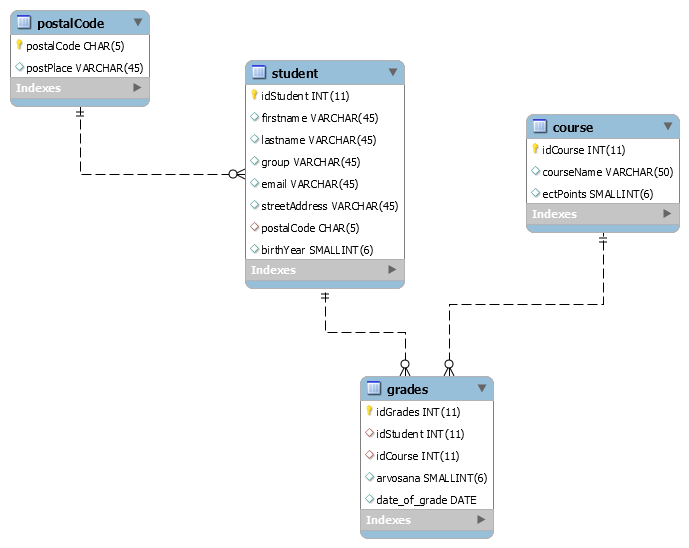 postalCode
postalCode CHAR(5)
postPlace VARCHAR(45)
Indexes
student
idStudent INT(11)
firstname VARCHAR(45)
lastname VARCHAR(45)
group VARCHAR(45)
email VARCHAR(45)
streetAddress VARCHAR(45)
postalCode CHAR(5)
birthYear SMALLINT(6)
Indexes
course
idCourse INT(11)
courseName VARCHAR(50)
ectPoints SMALLINT(6)
Indexes
grades
idGrades INT(11)
idStudent INT(11)
idCourse INT(11)
arvosana SMALLINT(6)
date_of_grade DATE
Indexes